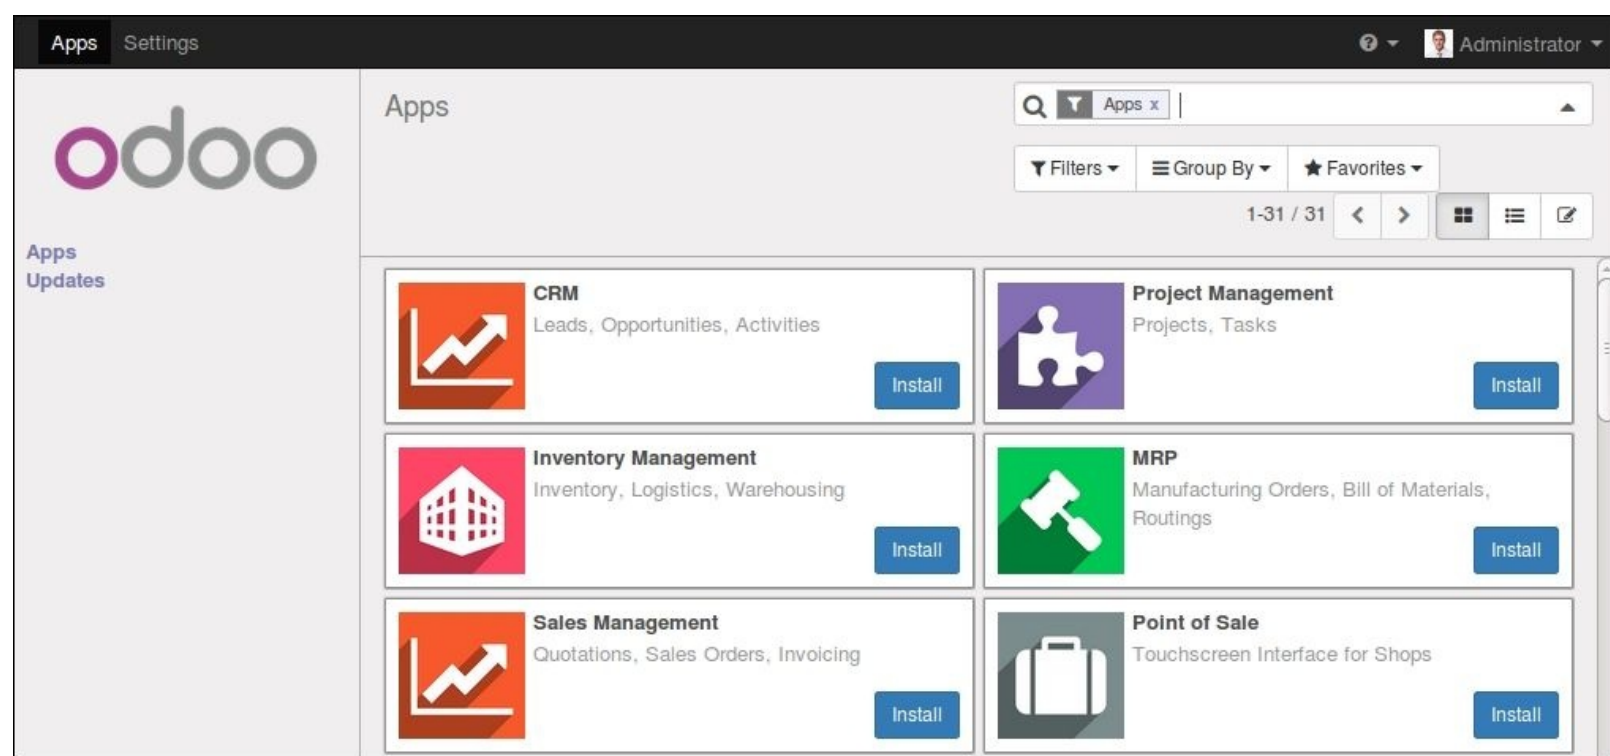 Apps Settings Administrator
odoo
Apps
Updates
Apps
Apps x
Filters Group By Favorites
1-31 / 31
CRM
Leads, Opportunities, Activities
Install
Project Management
Projects, Tasks
Install
Inventory Management
Inventory, Logistics, Warehousing
Install
MRP
Manufacturing Orders, Bill of Materials,
Routings
Install
Sales Management
Quotations, Sales Orders, Invoicing
Install
Point of Sale
Touchscreen Interface for Shops
Install